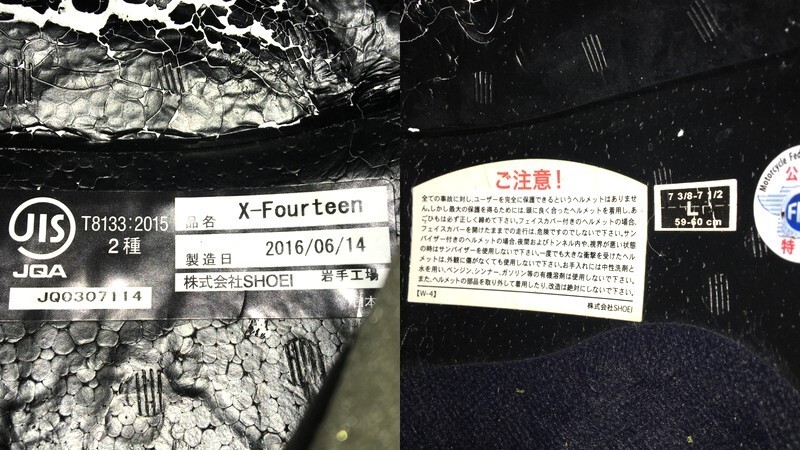 JIS
JQA
T8133:2015
2種
JQ0307114
品名
X-Fourteen
製造日
2016/06/14
株式会社SHOEI 岩手工場
本
ご注意!
全ての事故に対し、ユーザーを完全に保護できるというヘルメットはありませ
ん。しかし最大の保護を得るためには、頭に良く合ったヘルメットを着用し、あ
ごひもは必ず正しく締めて下さい。フェイスカバー付きのヘルメットの場合、
フェイスカバーを開けたままでの走行は、危険ですのでしないで下さい。サン
バイザー付きのヘルメットの場合、夜間およびトンネル内や、視界が悪い状態
の時はサンバイザーを使用しないで下さい。一度でも大きな衝撃を受けたヘル
メットは、外観に傷がなくても使用しないで下さい。お手入れには中性洗剤と
水を用い、ベンジン、シンナー、ガソリン等の有機溶剤は使用しないで下さい。
また、ヘルメットの部品を取り外して着用したり、改造は絶対にしないで下さい。
【W-4】
株式会社SHOEI
7 3/8-7 1/2
L
59-60 cm
Motorcycle Fede
公
特